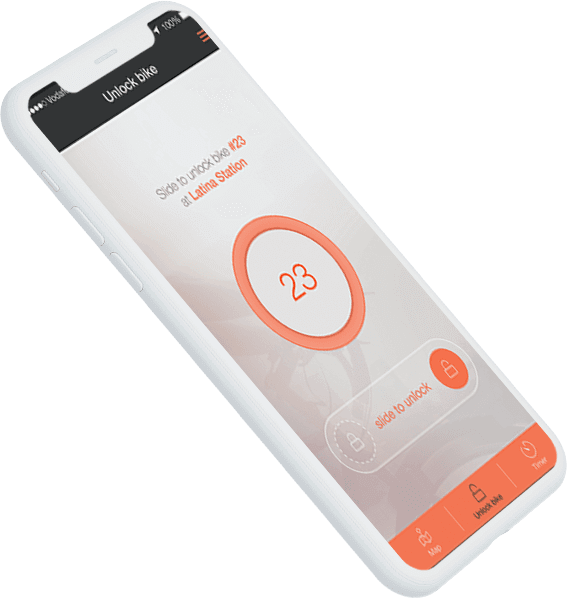 100%
Unlock bike
Slide to unlock bike #23
at Latina Station
23
slide to unlock
Map
Unlock bike
Timer